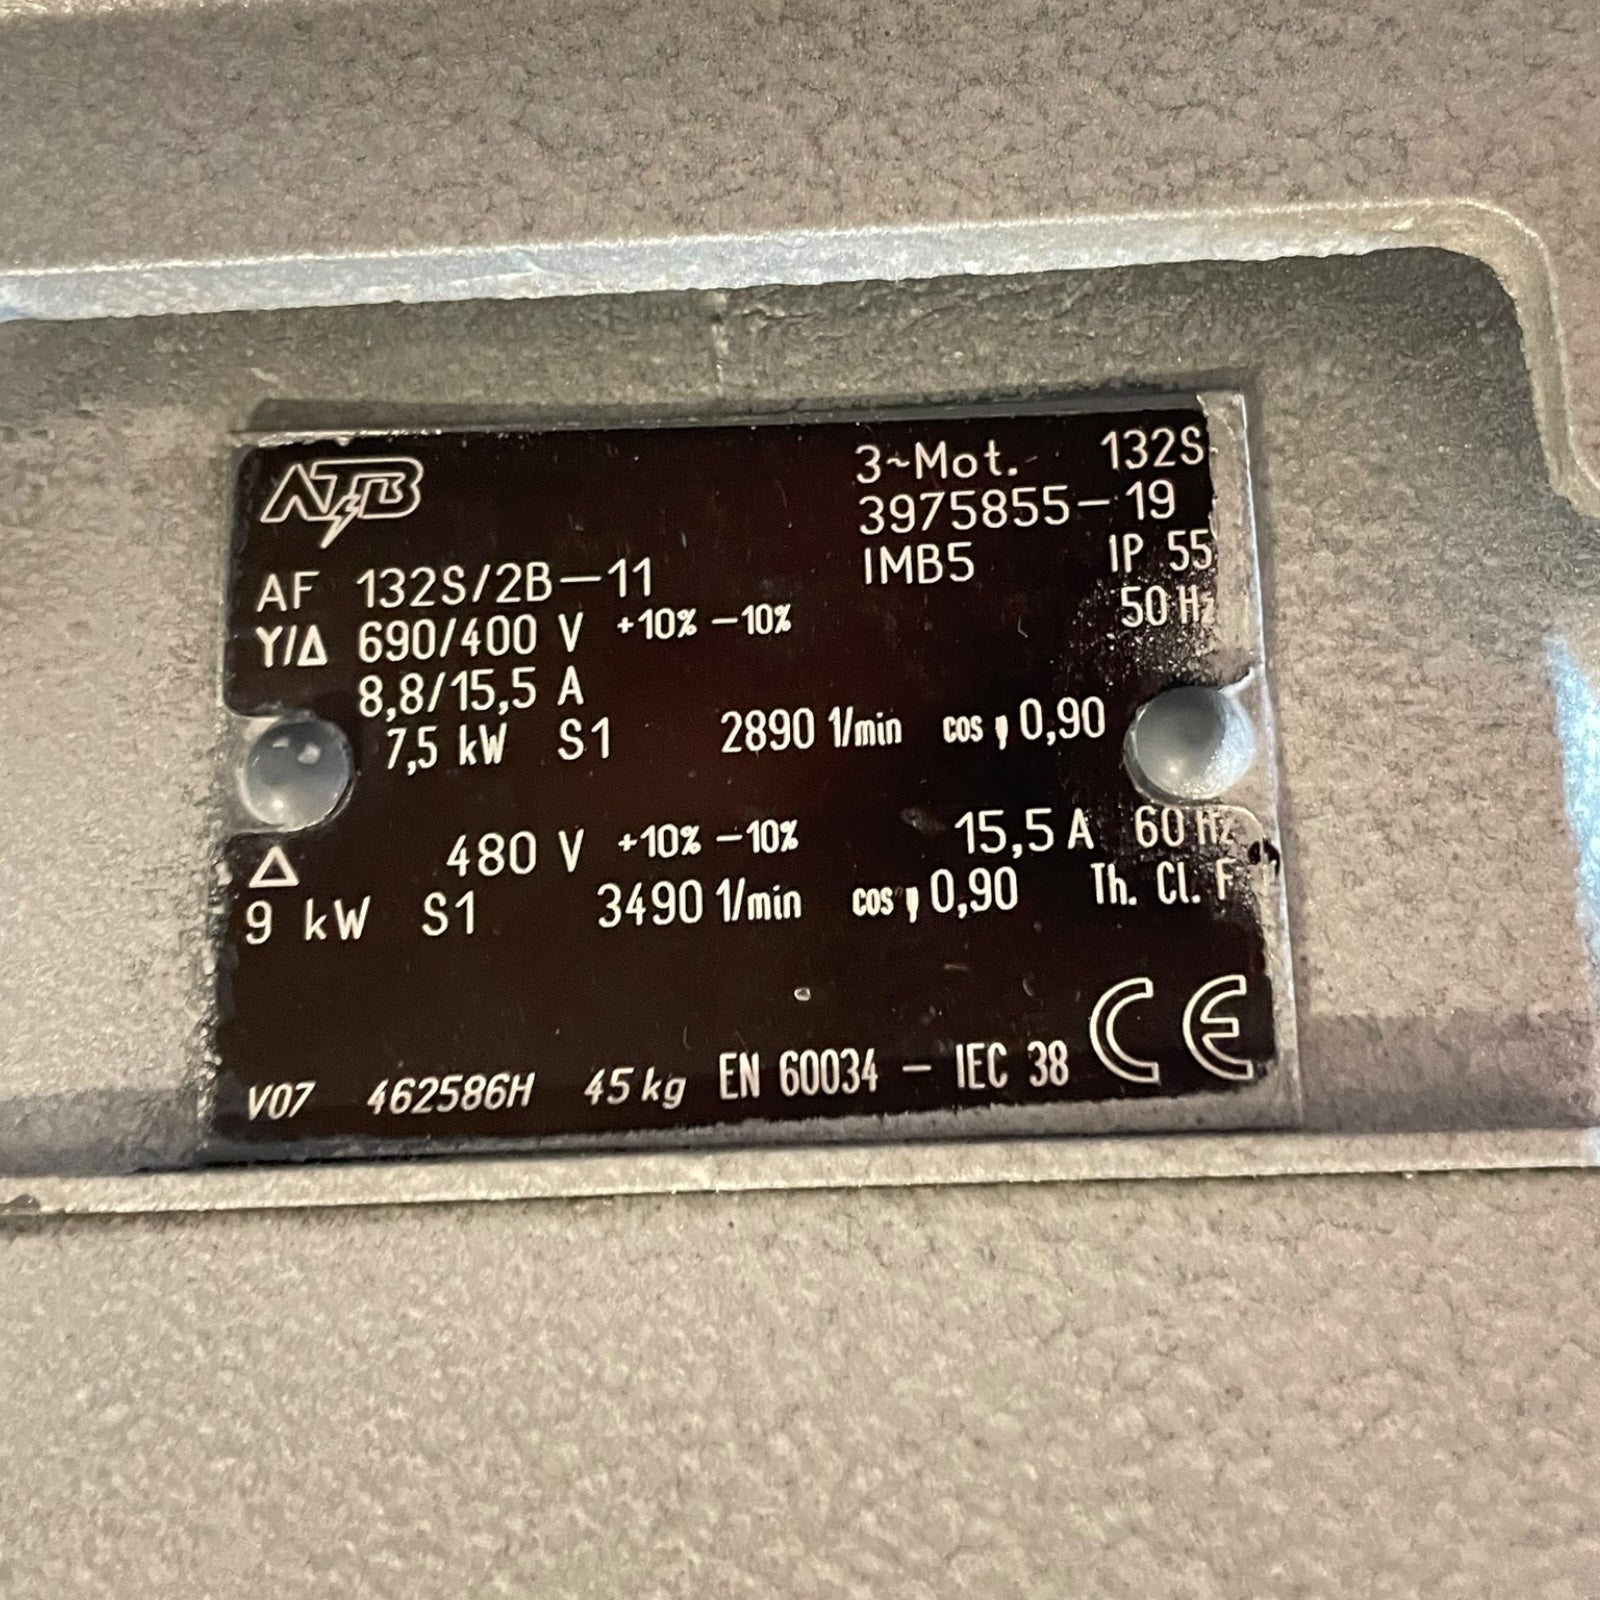 ATB
3~Mot. 132S
3975855-19
AF 132S/2B-11 IMB5 IP 55
Y/Δ 690/400 V +10% -10% 50 Hz
8,8/15,5 A
7,5 kW S1 2890 1/min cos φ 0,90
Δ 480 V +10% -10% 15,5 A 60 Hz
9 kW S1 3490 1/min cos φ 0,90 Th. Cl. F
V07 462586H 45 kg EN 60034 - IEC 38 CE